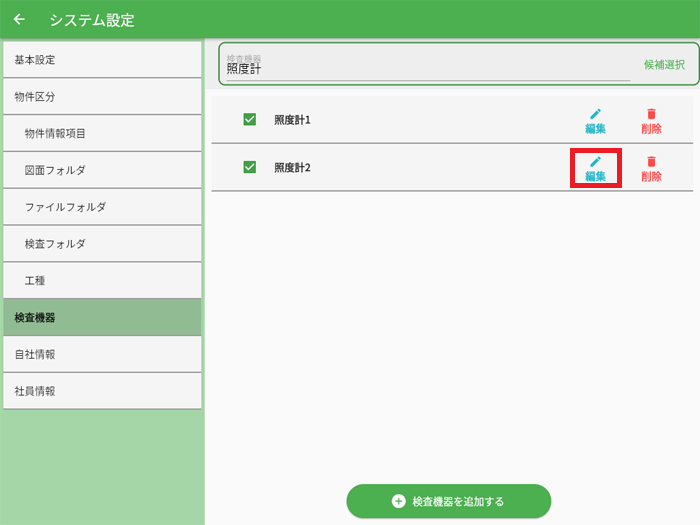 システム設定
基本設定
物件区分
物件情報項目
図面フォルダ
ファイルフォルダ
検査フォルダ
工種
検査機器
自社情報
社員情報
検査機器
照度計
候補選択
照度計1
編集
削除
照度計2
編集
削除
検査機器を追加する